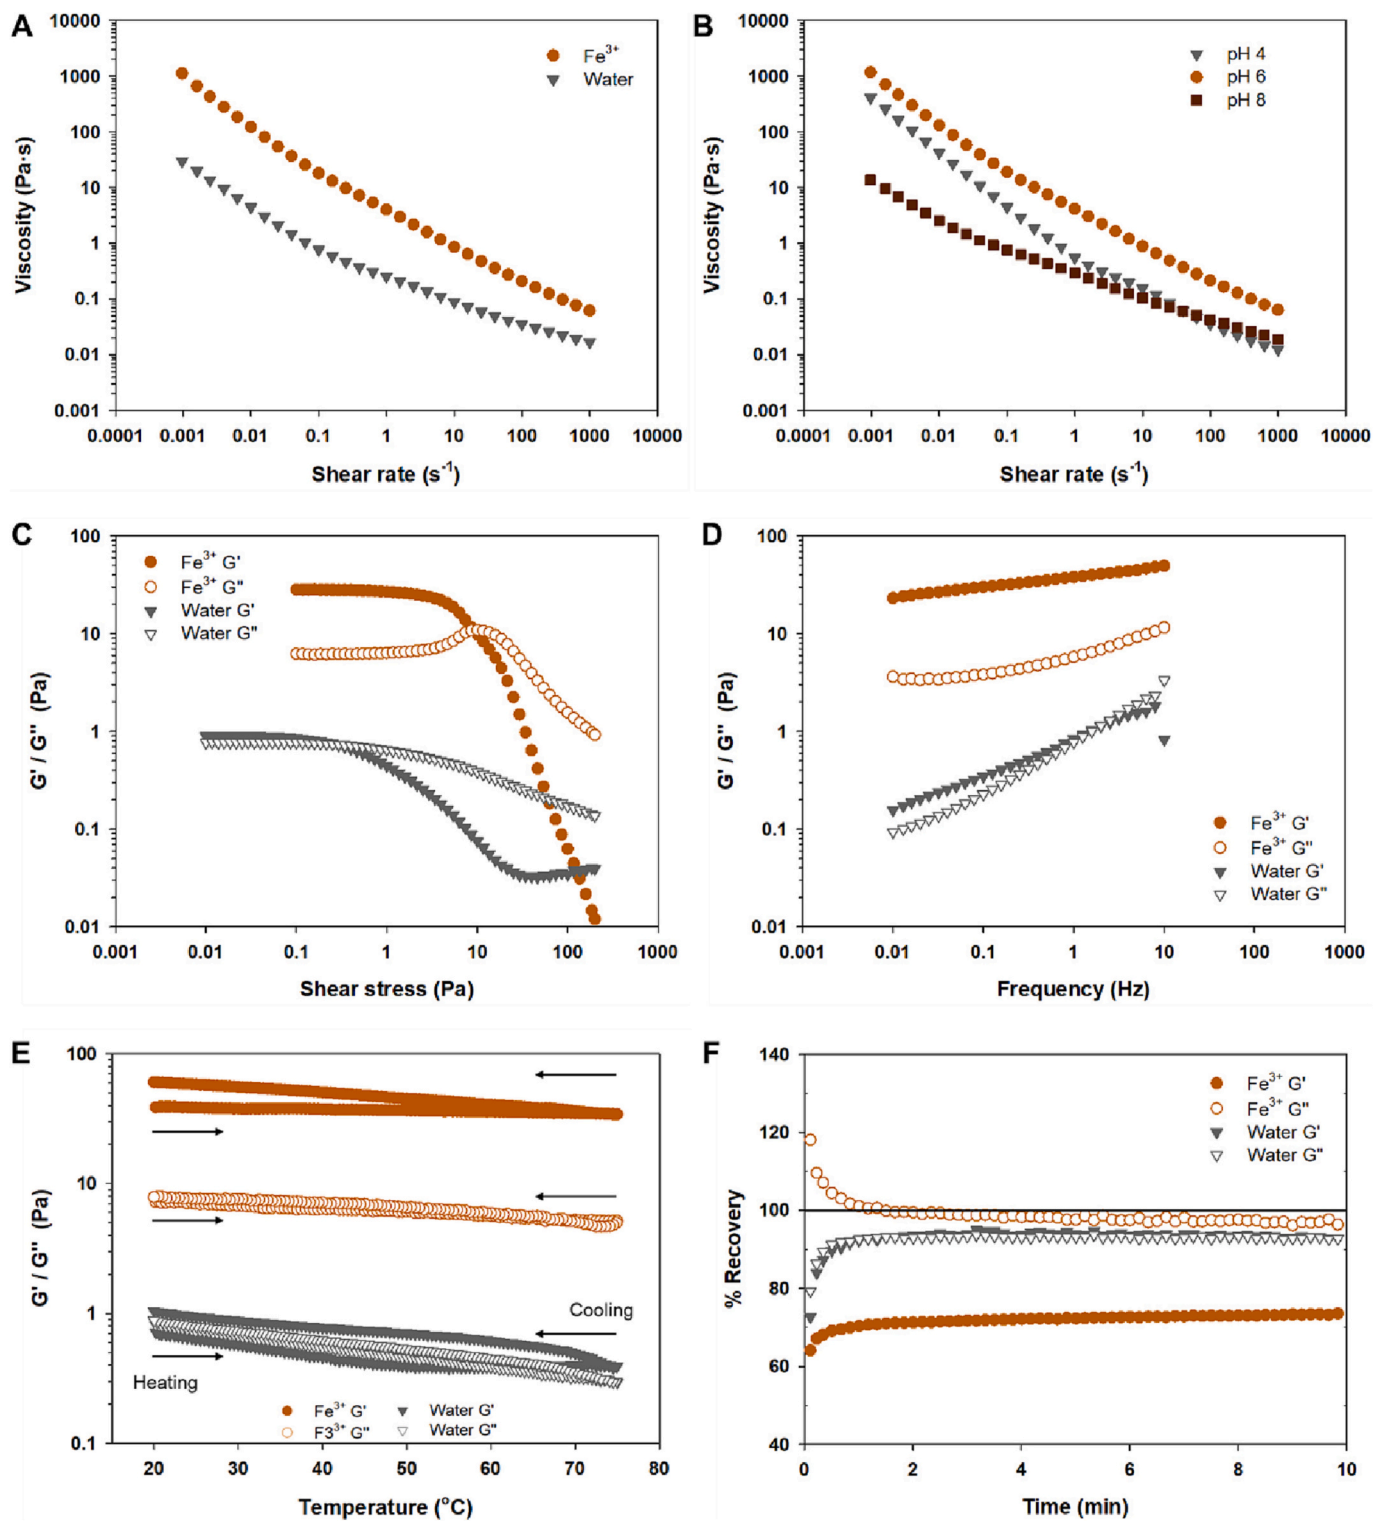 A
10000
1000
100
10
1
0.1
0.01
0.001
Viscosity (Pa·s)
Fe³⁺
Water
0.0001 0.001 0.01 0.1 1 10 100 1000 10000
Shear rate (s⁻¹)
B
10000
1000
100
10
1
0.1
0.01
0.001
Viscosity (Pa·s)
pH 4
pH 6
pH 8
0.0001 0.001 0.01 0.1 1 10 100 1000 10000
Shear rate (s⁻¹)
C
100
10
1
0.1
0.01
G' / G'' (Pa)
Fe³⁺ G'
Fe³⁺ G''
Water G'
Water G''
0.001 0.01 0.1 1 10 100 1000
Shear stress (Pa)
D
100
10
1
0.1
0.01
G' / G'' (Pa)
Fe³⁺ G'
Fe³⁺ G''
Water G'
Water G''
0.001 0.01 0.1 1 10 100 1000
Frequency (Hz)
E
100
10
1
0.1
G' / G'' (Pa)
Cooling
Heating
Fe³⁺ G' Water G'
F3³⁺ G'' Water G''
20 30 40 50 60 70 80
Temperature (°C)
F
140
120
100
80
60
40
% Recovery
Fe³⁺ G'
Fe³⁺ G''
Water G'
Water G''
0 2 4 6 8 10
Time (min)